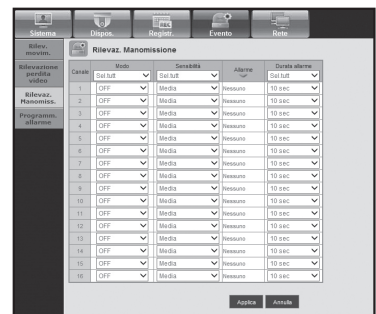 Sistema Dispos. Registr. Evento Rete
Rilev. movim.
Rilevazione perdita video
Rilevaz. Manomiss.
Programm. allarme
Rilevaz. Manomissione
Canale Modo Sensibilità Allarme Durata allarme
Sel.tutt Sel.tutt Sel.tutt
1 OFF Media Nessuno 10 sec
2 OFF Media Nessuno 10 sec
3 OFF Media Nessuno 10 sec
4 OFF Media Nessuno 10 sec
5 OFF Media Nessuno 10 sec
6 OFF Media Nessuno 10 sec
7 OFF Media Nessuno 10 sec
8 OFF Media Nessuno 10 sec
9 OFF Media Nessuno 10 sec
10 OFF Media Nessuno 10 sec
11 OFF Media Nessuno 10 sec
12 OFF Media Nessuno 10 sec
13 OFF Media Nessuno 10 sec
14 OFF Media Nessuno 10 sec
15 OFF Media Nessuno 10 sec
16 OFF Media Nessuno 10 sec
Applica Annulla